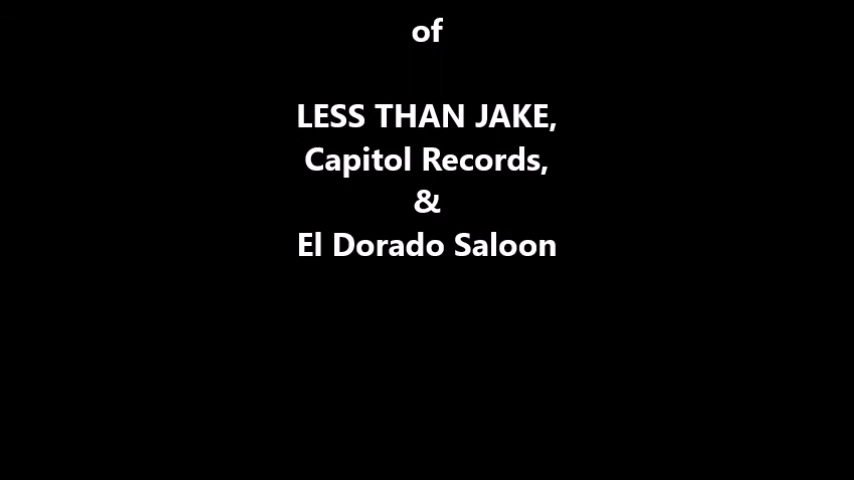 of
LESS THAN JAKE,
Capitol Records,
&
El Dorado Saloon